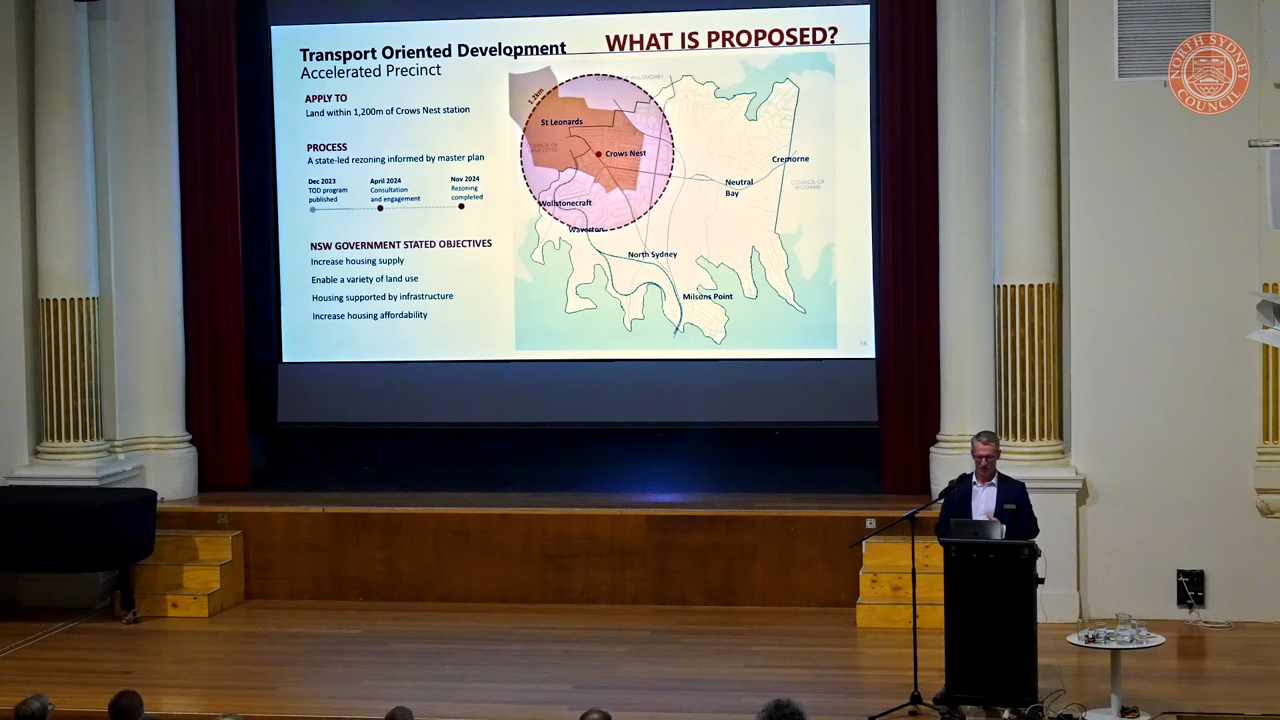 Transport Oriented Development
WHAT IS PROPOSED?
Accelerated Precinct
APPLY TO
Land within 1,200m of Crows Nest station
PROCESS
A state-led rezoning informed by master plan
Dec 2023
TOD program
published
April 2024
Consultation
and engagement
Nov 2024
Rezoning
completed
NSW GOVERNMENT STATED OBJECTIVES
Increase housing supply
Enable a variety of land use
Housing supported by infrastructure
Increase housing affordability
1.2km
St Leonards
Crows Nest
Cremorne
Neutral
Bay
Wollstonecraft
Waverton
North Sydney
Milsons Point
16
NORTH SYDNEY
COUNCIL